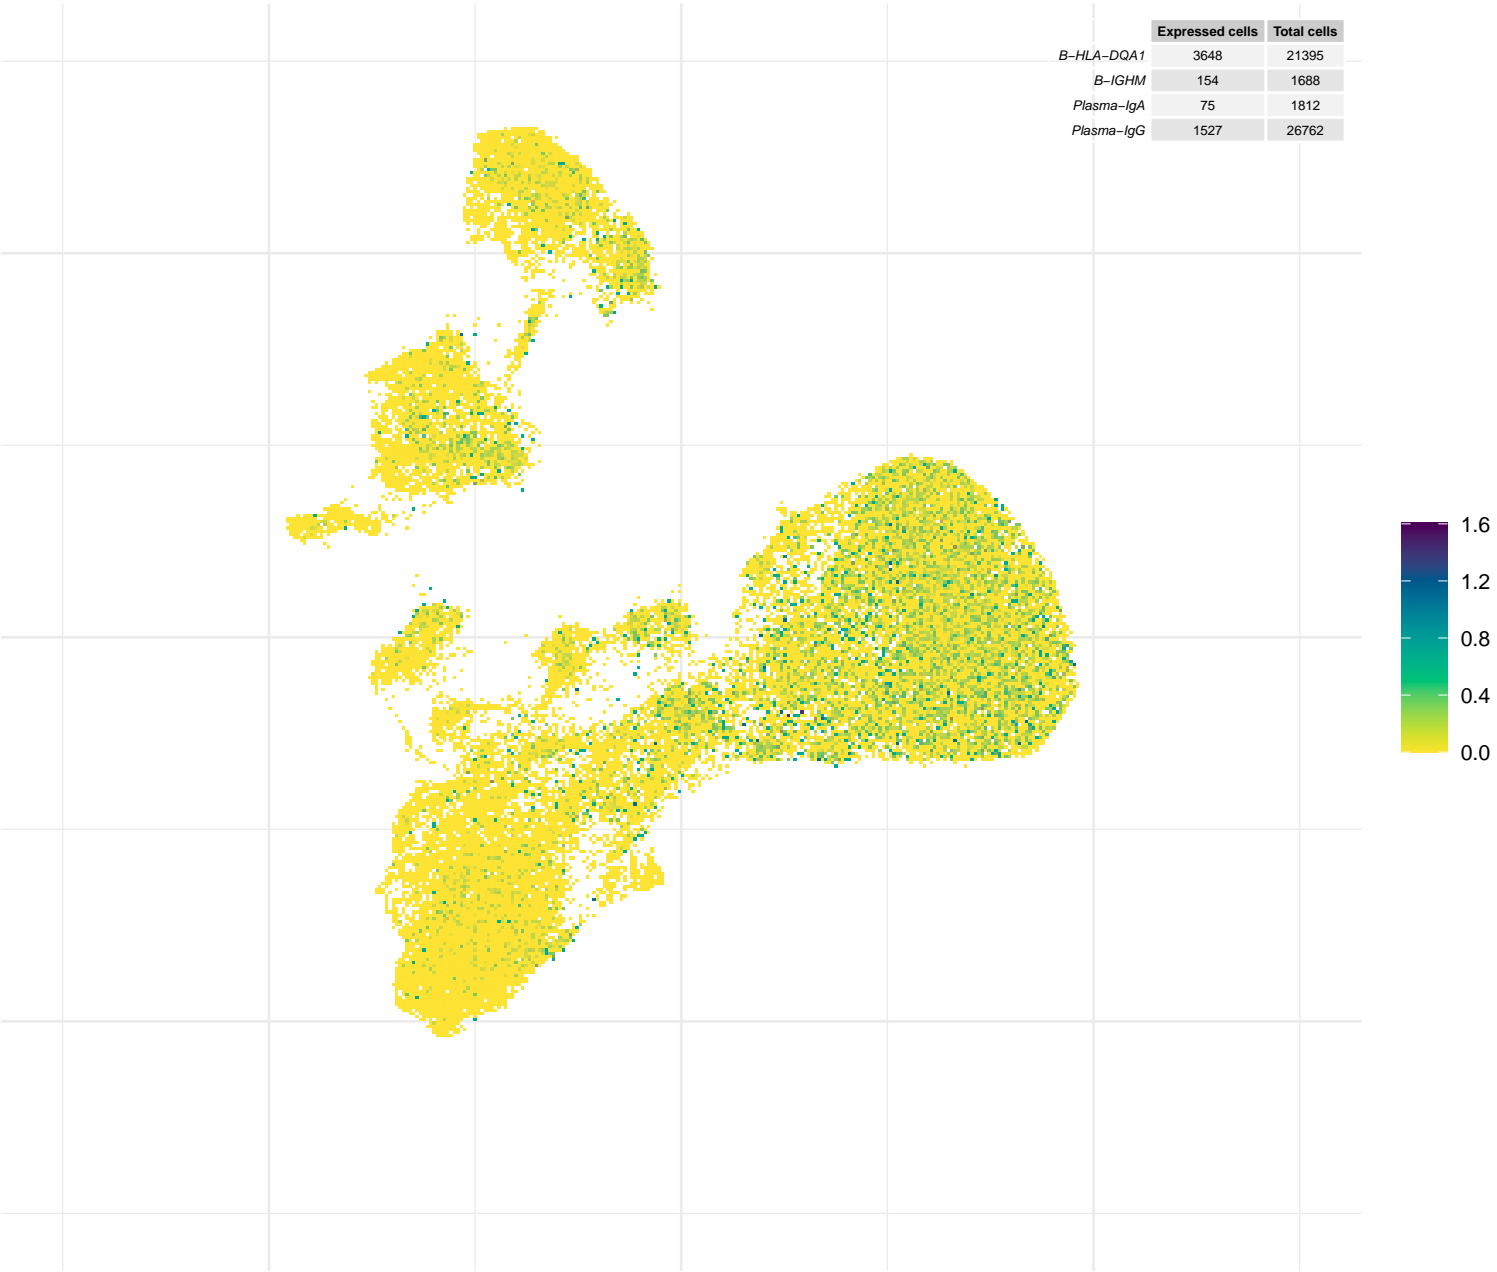 Expressed cells Total cells
B−HLA−DQA1 3648 21395
B−IGHM 154 1688
Plasma−IgA 75 1812
Plasma−IgG 1527 26762
1.6
1.2
0.8
0.4
0.0